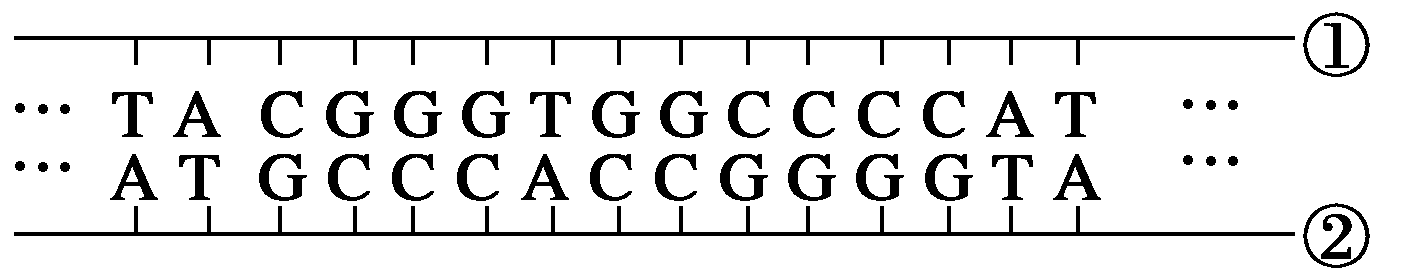 ①
… T A C G G G T G G C C C C A T …
… A T G C C C A C C G G G G T A …
②